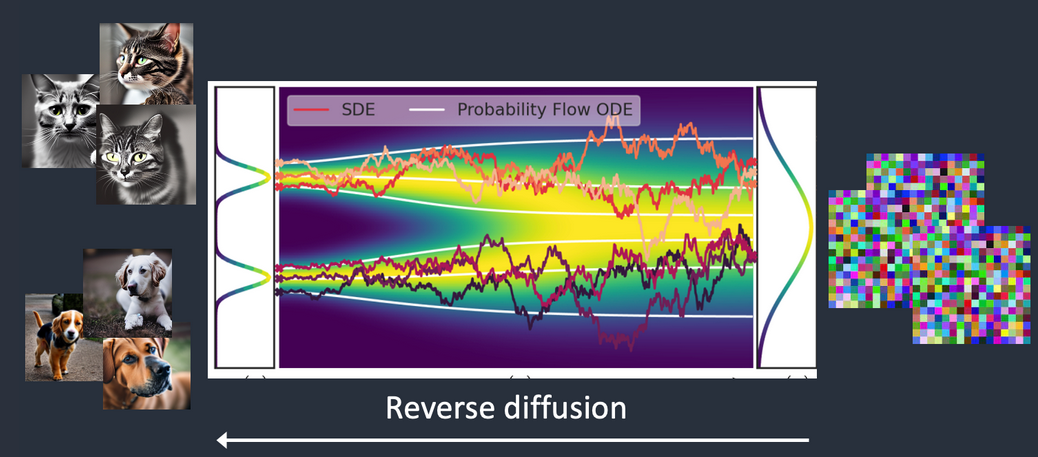 SDE
Probability Flow ODE
Reverse diffusion